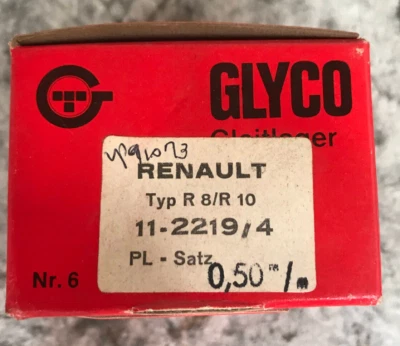 GLYCO
Gleitlager
RENAULT
Typ R 8/R 10
11-2219/4
PL - Satz
0,50 m/m
Nr. 6